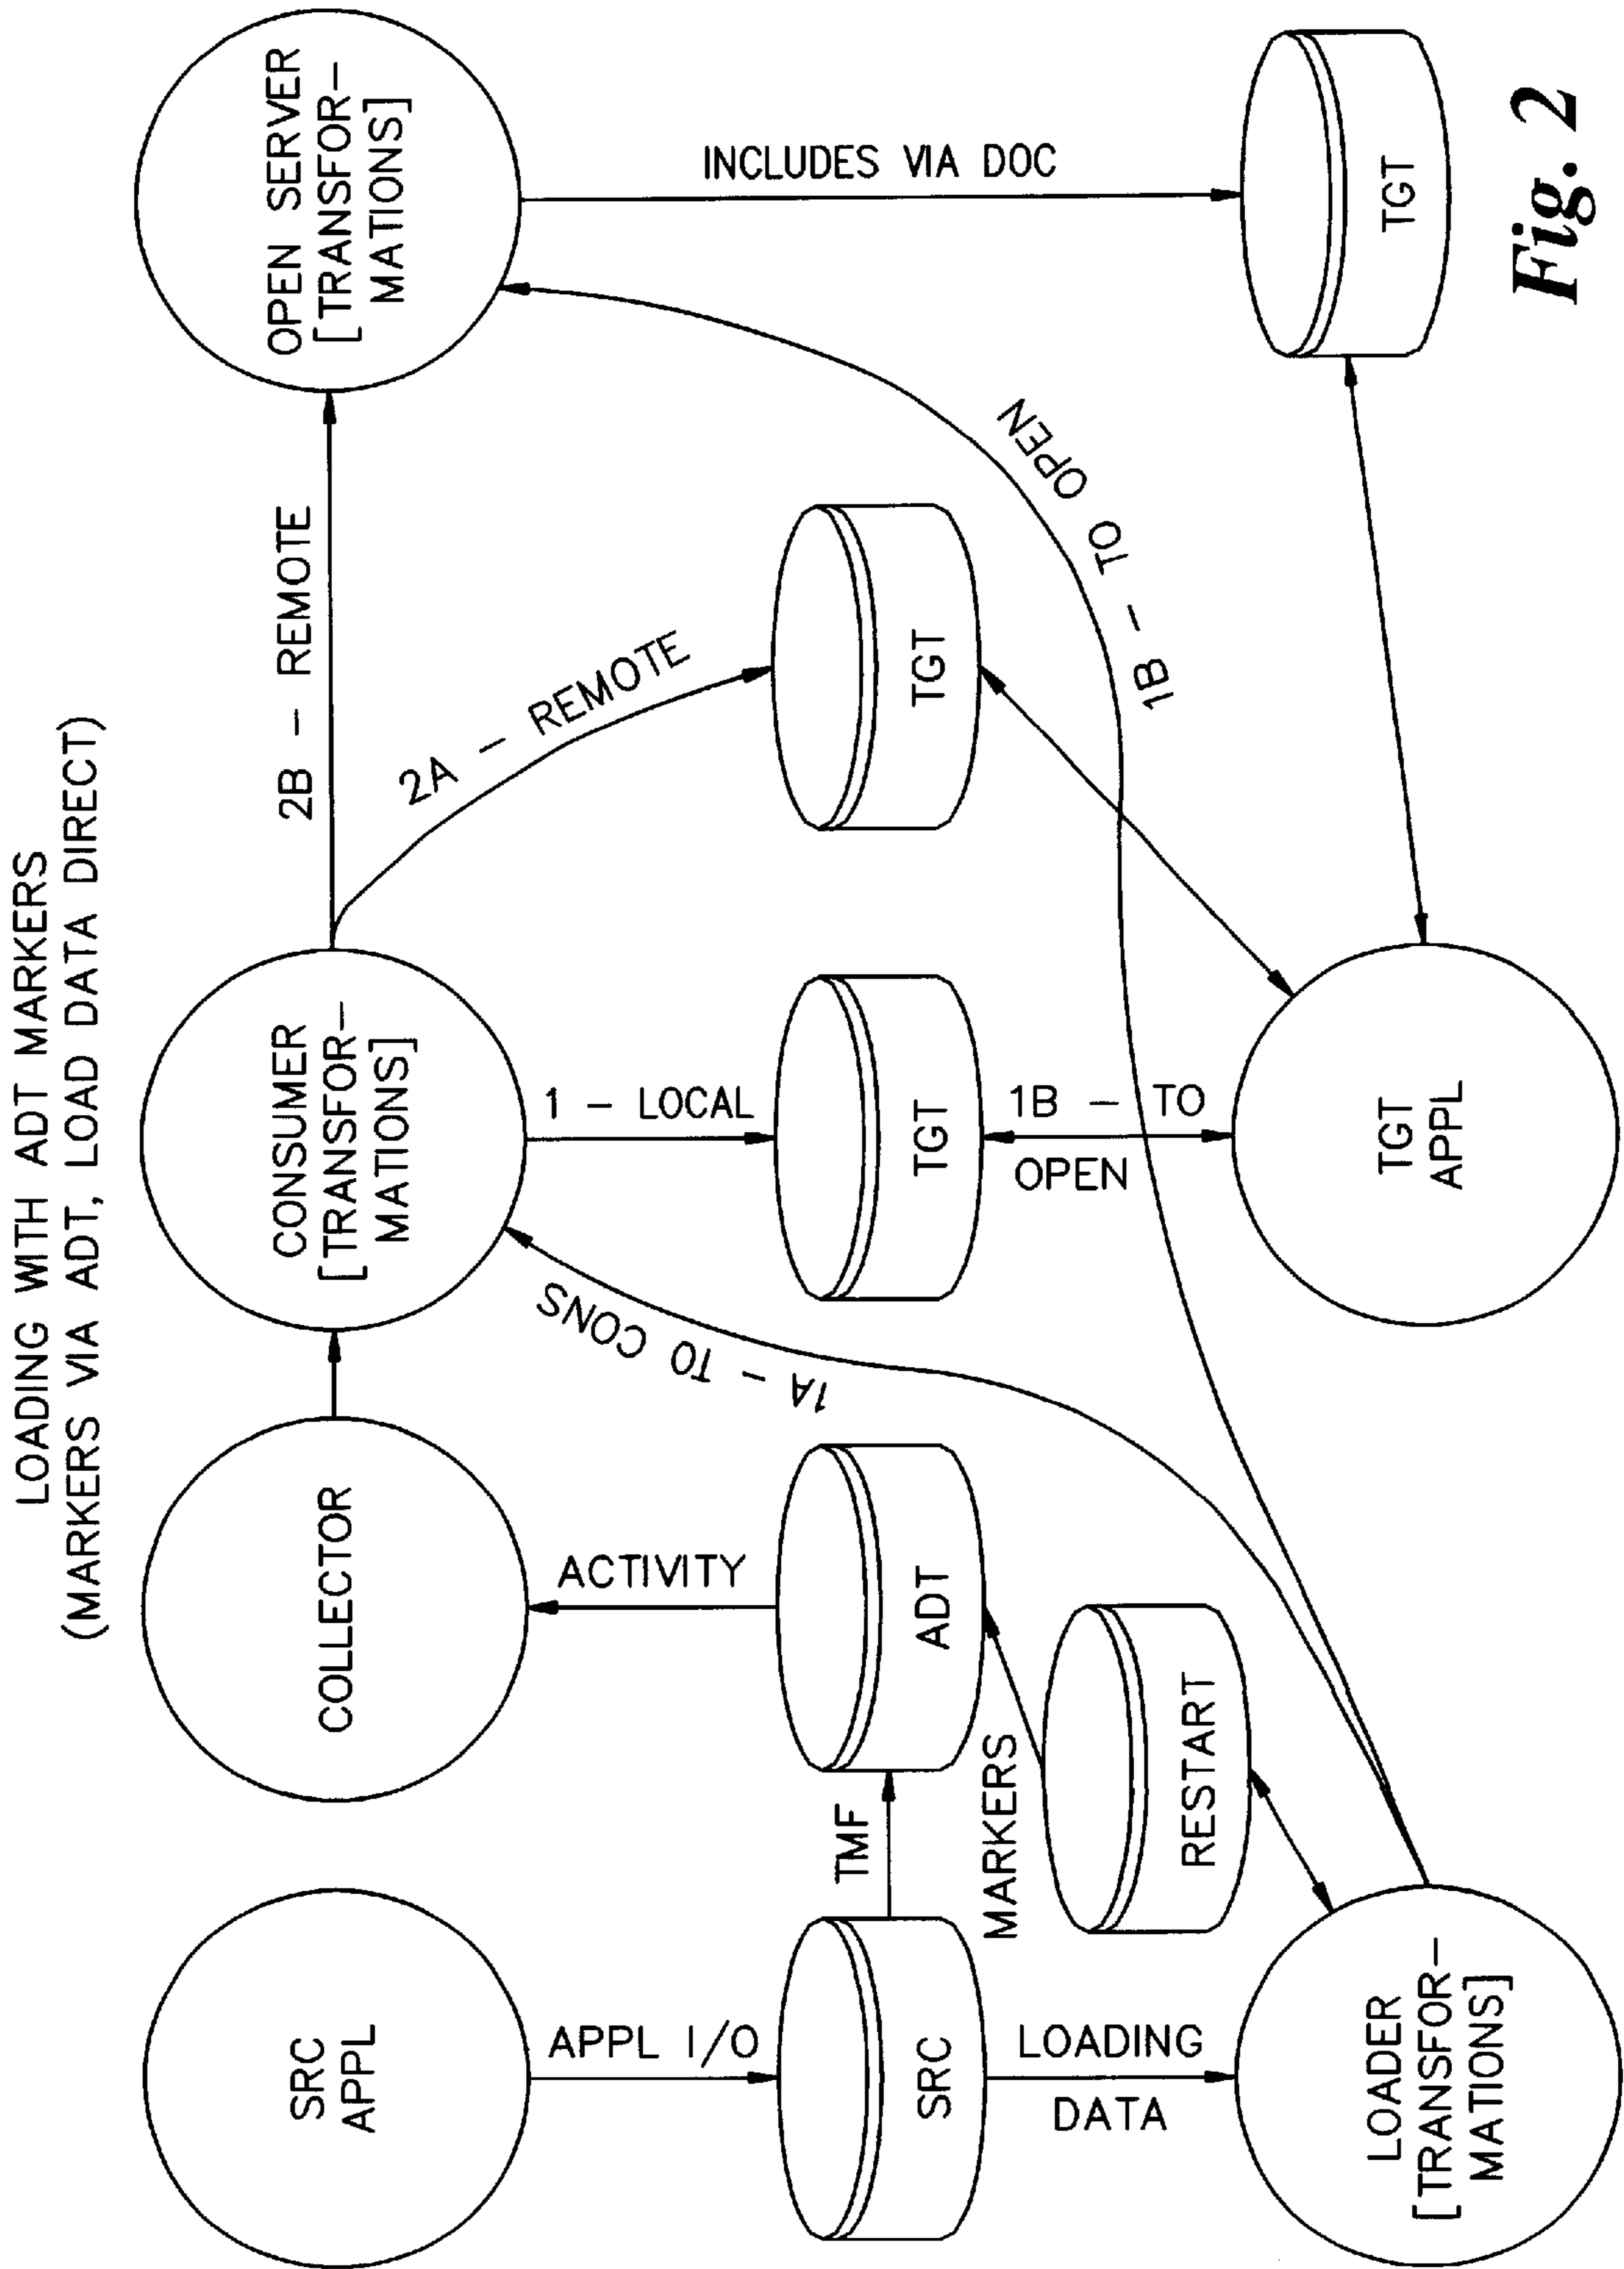 LOADING WITH ADT MARKERS
(MARKERS VIA ADT, LOAD DATA DIRECT)
SRC
APPL
COLLECTOR
CONSUMER
[TRANSFOR-
MATIONS]
2B - REMOTE
OPEN SERVER
[TRANSFOR-
MATIONS]
APPL I/O
ACTIVITY
1 - LOCAL
2A - REMOTE
INCLUDES VIA DOC
SRC
TMF
ADT
1A - TO CONS
TGT
TGT
LOADING
DATA
MARKERS
RESTART
1B - TO
OPEN
1B - TO OPEN
TGT
LOADER
[TRANSFOR-
MATIONS]
TGT
APPL
Fig. 2